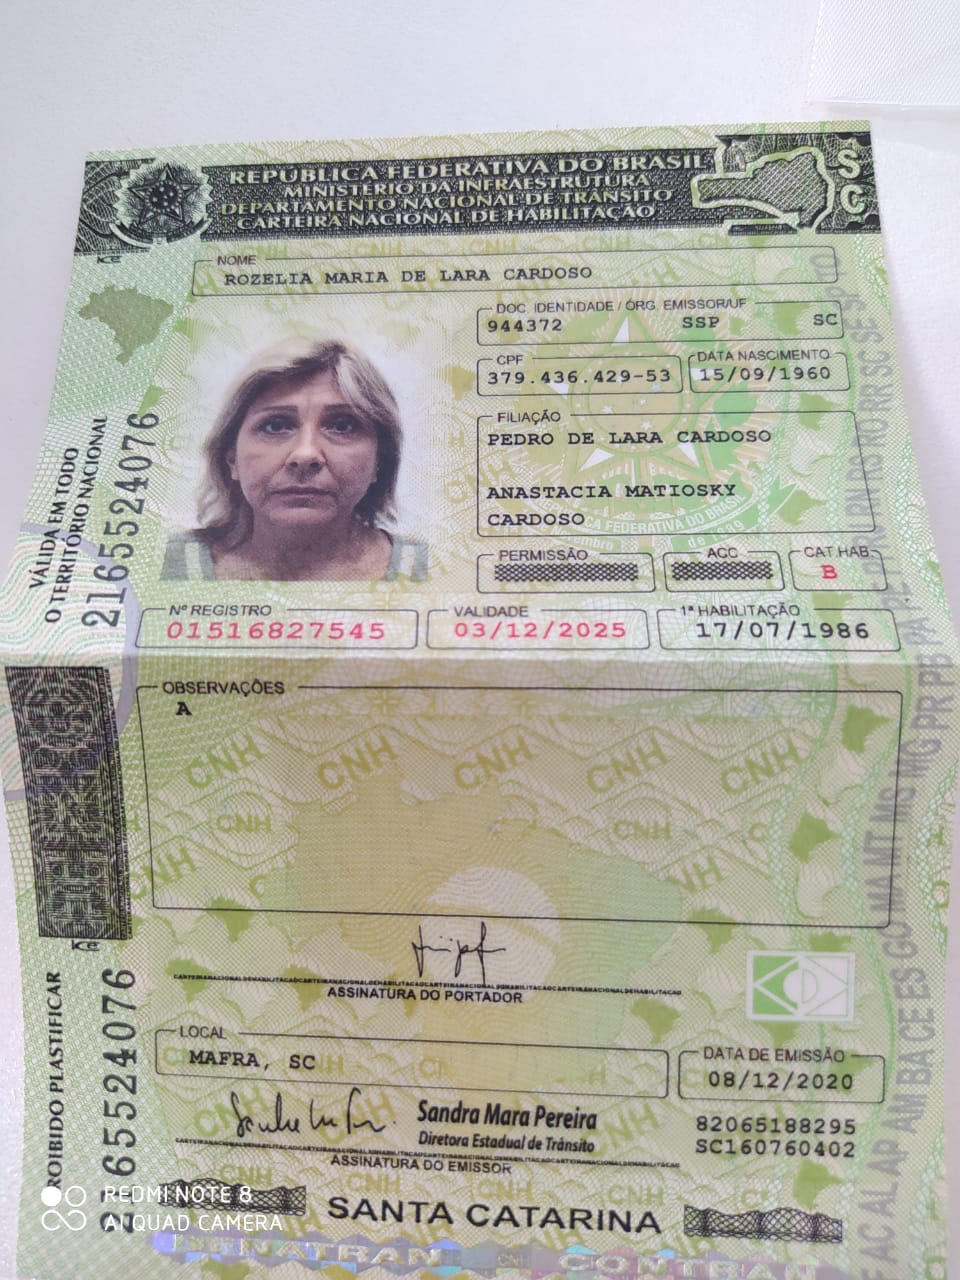 REPÚBLICA FEDERATIVA DO BRASIL
MINISTÉRIO DA INFRAESTRUTURA
DEPARTAMENTO NACIONAL DE TRÂNSITO
CARTEIRA NACIONAL DE HABILITAÇÃO
SC
NOME
ROZELIA MARIA DE LARA CARDOSO
DOC. IDENTIDADE / ÓRG. EMISSOR/UF
944372 SSP SC
CPF
379.436.429-53
DATA NASCIMENTO
15/09/1960
FILIAÇÃO
PEDRO DE LARA CARDOSO
ANASTACIA MATIOSKY
CARDOSO
PERMISSÃO
ACC
CAT. HAB.
B
Nº REGISTRO
01516827545
VALIDADE
03/12/2025
1ª HABILITAÇÃO
17/07/1986
VÁLIDA EM TODO
O TERRITÓRIO NACIONAL
2165524076
OBSERVAÇÕES
A
ASSINATURA DO PORTADOR
LOCAL
MAFRA, SC
DATA DE EMISSÃO
08/12/2020
Sandra Mara Pereira
Diretora Estadual de Trânsito
82065188295
SC160760402
ASSINATURA DO EMISSOR
PROIBIDO PLASTIFICAR
2165524076
SANTA CATARINA
DENATRAN CNH CONTRAN
REDMI NOTE 8
AI QUAD CAMERA